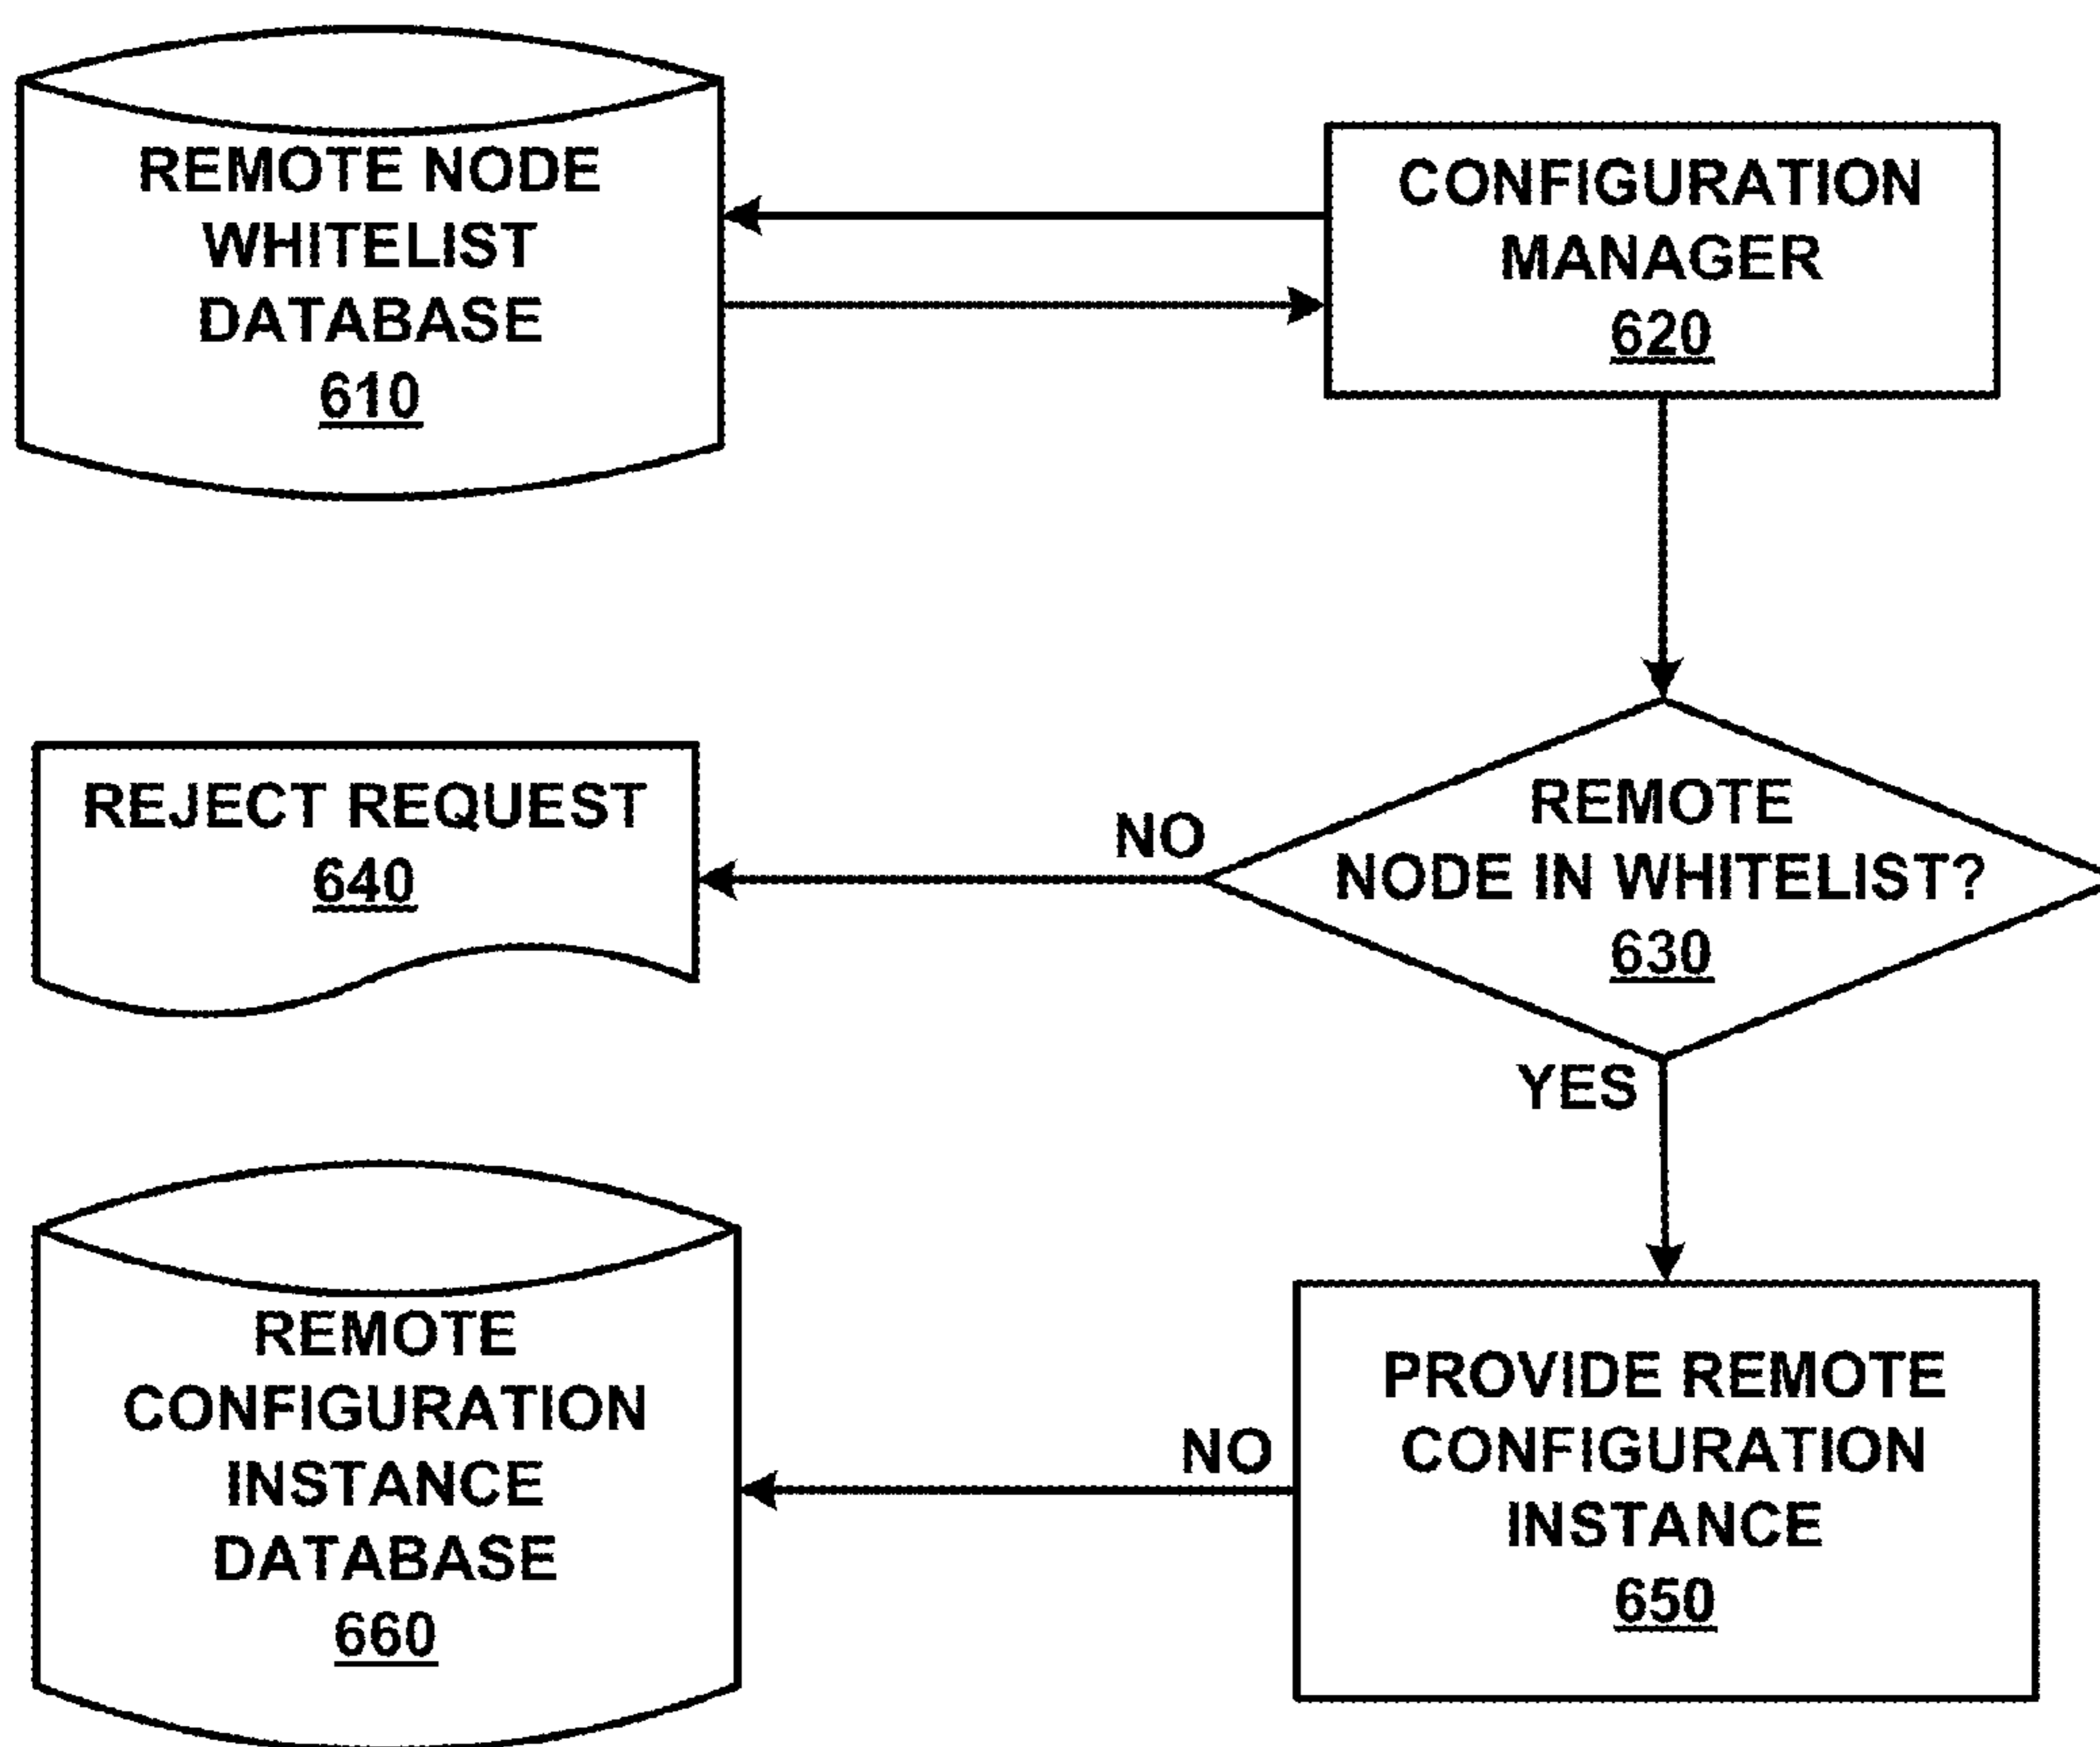 REMOTE NODE
WHITELIST
DATABASE
610
CONFIGURATION
MANAGER
620
REJECT REQUEST
640
NO
REMOTE
NODE IN WHITELIST?
630
YES
REMOTE
CONFIGURATION
INSTANCE
DATABASE
660
NO
PROVIDE REMOTE
CONFIGURATION
INSTANCE
650